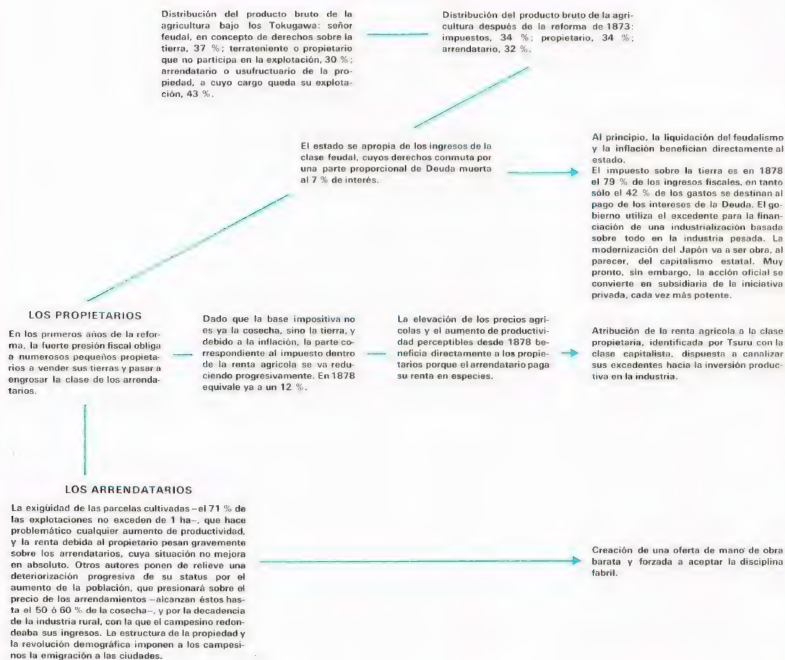 Distribución del producto bruto de la
agricultura bajo los Tokugawa: señor
feudal, en concepto de derechos sobre la
tierra, 37 %; terrateniente o propietario
que no participa en la explotación, 30 %;
arrendatario o usufructuario de la pro-
piedad, a cuyo cargo queda su explota-
ción, 43 %.
Distribución del producto bruto de la agri-
cultura después de la reforma de 1873:
impuestos, 34 %; propietario, 34 %;
arrendatario, 32 %.
El estado se apropia de los ingresos de la
clase feudal, cuyos derechos conmuta por
una parte proporcional de Deuda muerta
al 7 % de interés.
Al principio, la liquidación del feudalismo
y la inflación benefician directamente al
estado.
El impuesto sobre la tierra es en 1878
el 79 % de los ingresos fiscales, en tanto
sólo el 42 % de los gastos se destinan al
pago de los intereses de la Deuda. El go-
bierno utiliza el excedente para la finan-
ciación de una industrialización basada
sobre todo en la industria pesada. La
modernización del Japón va a ser obra, al
parecer, del capitalismo estatal. Muy
pronto, sin embargo, la acción oficial se
convierte en subsidiaria de la iniciativa
privada, cada vez más potente.
LOS PROPIETARIOS
En los primeros años de la refor-
ma, la fuerte presión fiscal obliga
a numerosos pequeños propieta-
rios a vender sus tierras y pasar a
engrosar la clase de los arrenda-
tarios.
Dado que la base impositiva no
es ya la cosecha, sino la tierra, y
debido a la inflación, la parte co-
rrespondiente al impuesto dentro
de la renta agrícola se va redu-
ciendo progresivamente. En 1878
equivale ya a un 12 %.
La elevación de los precios agrí-
colas y el aumento de productivi-
dad perceptibles desde 1878 be-
neficia directamente a los propie-
tarios porque el arrendatario paga
su renta en especies.
Atribución de la renta agrícola a la clase
propietaria, identificada por Tsuru con la
clase capitalista, dispuesta a canalizar
sus excedentes hacia la inversión produc-
tiva en la industria.
LOS ARRENDATARIOS
La exigüidad de las parcelas cultivadas –el 71 % de
las explotaciones no exceden de 1 ha–, que hace
problemático cualquier aumento de productividad,
y la renta debida al propietario pesan gravemente
sobre los arrendatarios, cuya situación no mejora
en absoluto. Otros autores ponen de relieve una
deteriorización progresiva de su status por el
aumento de la población, que presionará sobre el
precio de los arrendamientos –alcanzan éstos has-
ta el 50 ó 60 % de la cosecha–, y por la decadencia
de la industria rural, con la que el campesino redon-
deaba sus ingresos. La estructura de la propiedad y
la revolución demográfica imponen a los campesi-
nos la emigración a las ciudades.
Creación de una oferta de mano de obra
barata y forzada a aceptar la disciplina
fabril.